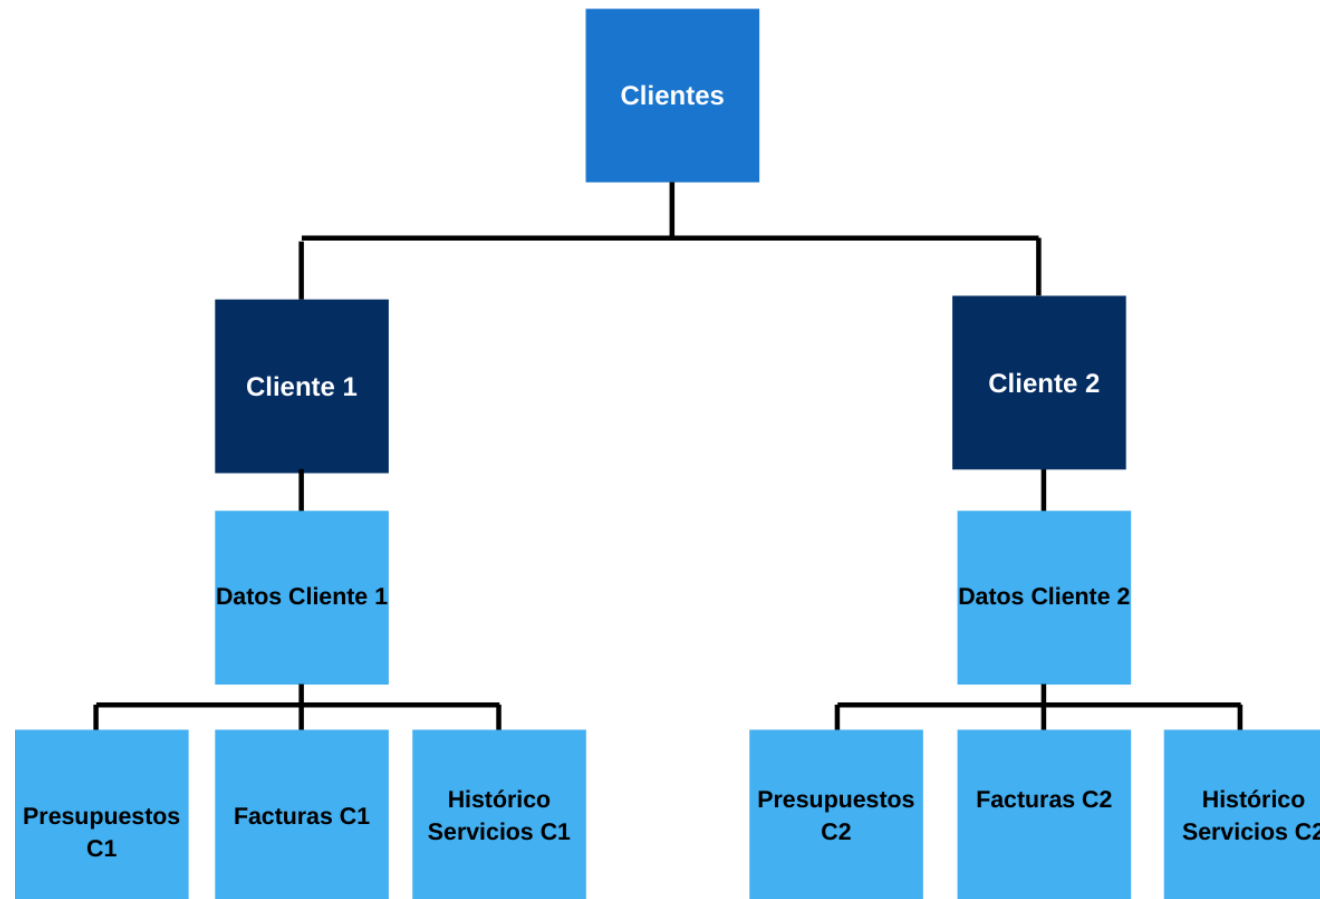 Clientes
Cliente 1
Cliente 2
Datos Cliente 1
Datos Cliente 2
Presupuestos
C1
Facturas C1
Histórico
Servicios C1
Presupuestos
C2
Facturas C2
Histórico
Servicios C2